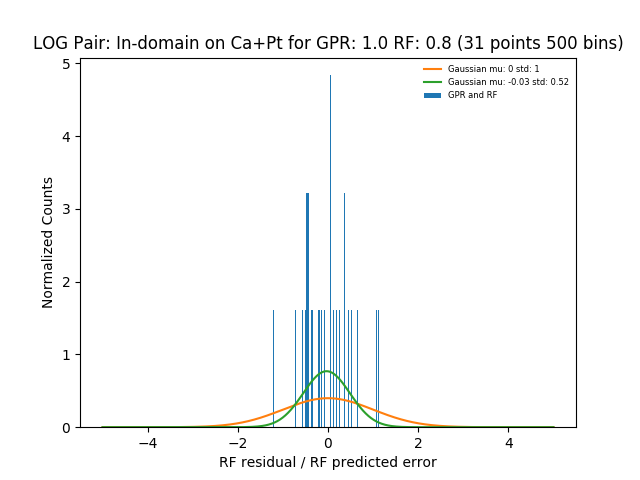 LOG Pair: In-domain on Ca+Pt for GPR: 1.0 RF: 0.8 (31 points 500 bins)
Gaussian mu: 0 std: 1
Gaussian mu: -0.03 std: 0.52
GPR and RF
Normalized Counts
5
4
3
2
1
0
−4 −2 0 2 4
RF residual / RF predicted error